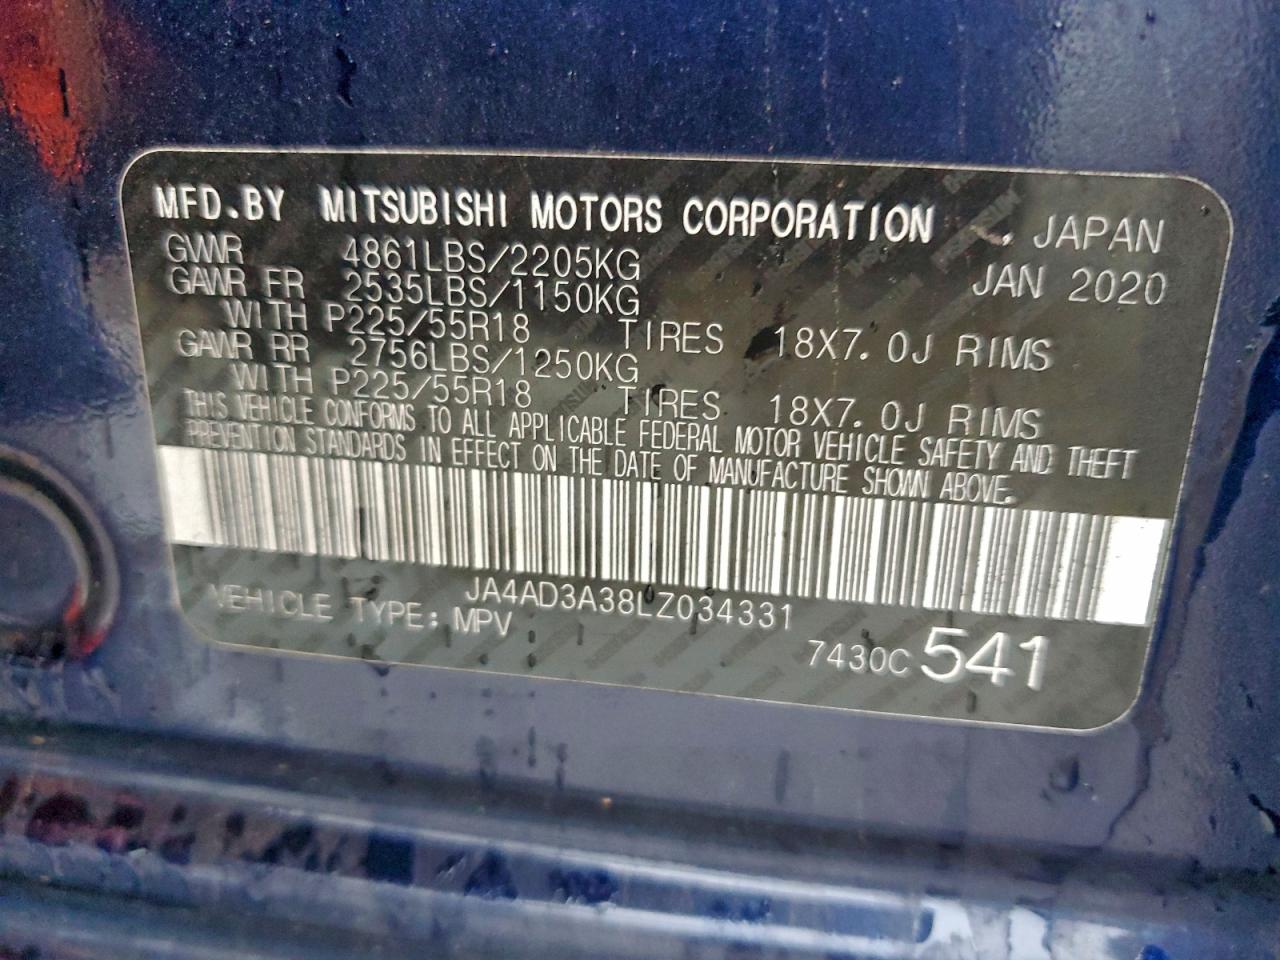 MFD.BY MITSUBISHI MOTORS CORPORATION JAPAN
GVWR 4861LBS/2205KG JAN 2020
GAWR FR 2535LBS/1150KG
WITH P225/55R18 TIRES 18X7.0J RIMS
GAWR RR 2756LBS/1250KG
WITH P225/55R18 TIRES 18X7.0J RIMS
THIS VEHICLE CONFORMS TO ALL APPLICABLE FEDERAL MOTOR VEHICLE SAFETY AND THEFT
PREVENTION STANDARDS IN EFFECT ON THE DATE OF MANUFACTURE SHOWN ABOVE.
JA4AD3A38LZ034331
VEHICLE TYPE: MPV
7430C 541